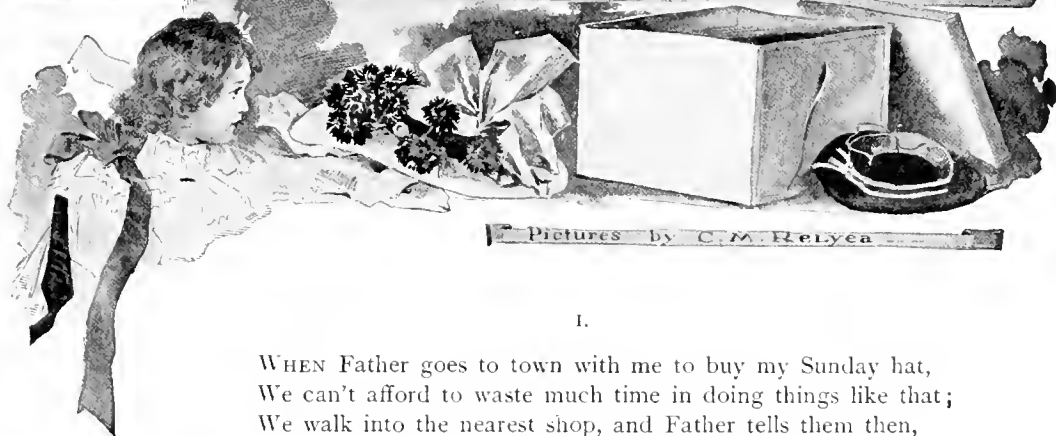 Pictures by C. M. Relyea
I.
WHEN Father goes to town with me to buy my Sunday hat,
We can't afford to waste much time in doing things like that;
We walk into the nearest shop, and Father tells them then,